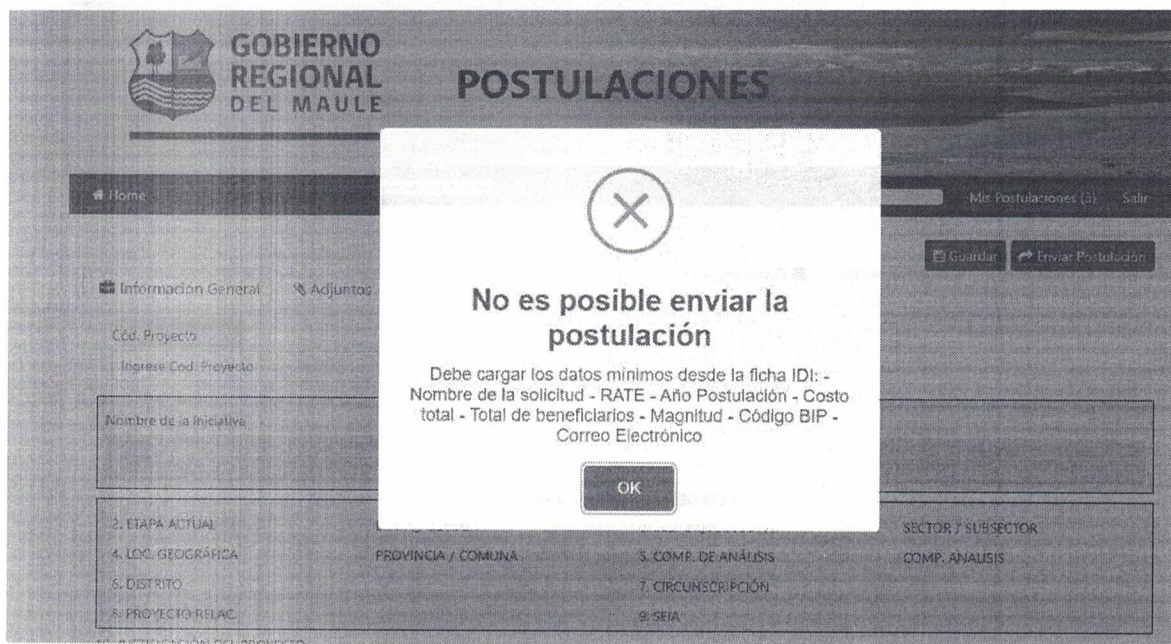 GOBIERNO
REGIONAL
DEL MAULE
POSTULACIONES
Home
Mis Postulaciones (3) Salir
Guardar Enviar Postulación
Información General Adjuntos
Cód. Proyecto
Ingrese Cod. Proyecto
Nombre de la Iniciativa
No es posible enviar la
postulación
Debe cargar los datos mínimos desde la ficha IDI: -
Nombre de la solicitud - RATE - Año Postulación - Costo
total - Total de beneficiarios - Magnitud - Código BIP -
Correo Electrónico
OK
2. ETAPA ACTUAL SECTOR / SUBSECTOR
4. LOC. GEOGRÁFICA PROVINCIA / COMUNA 5. COMP. DE ANÁLISIS COMP. ANALISIS
6. DISTRITO 7. CIRCUNSCRIPCIÓN
8. PROYECTO RELAC. 9. SEIA